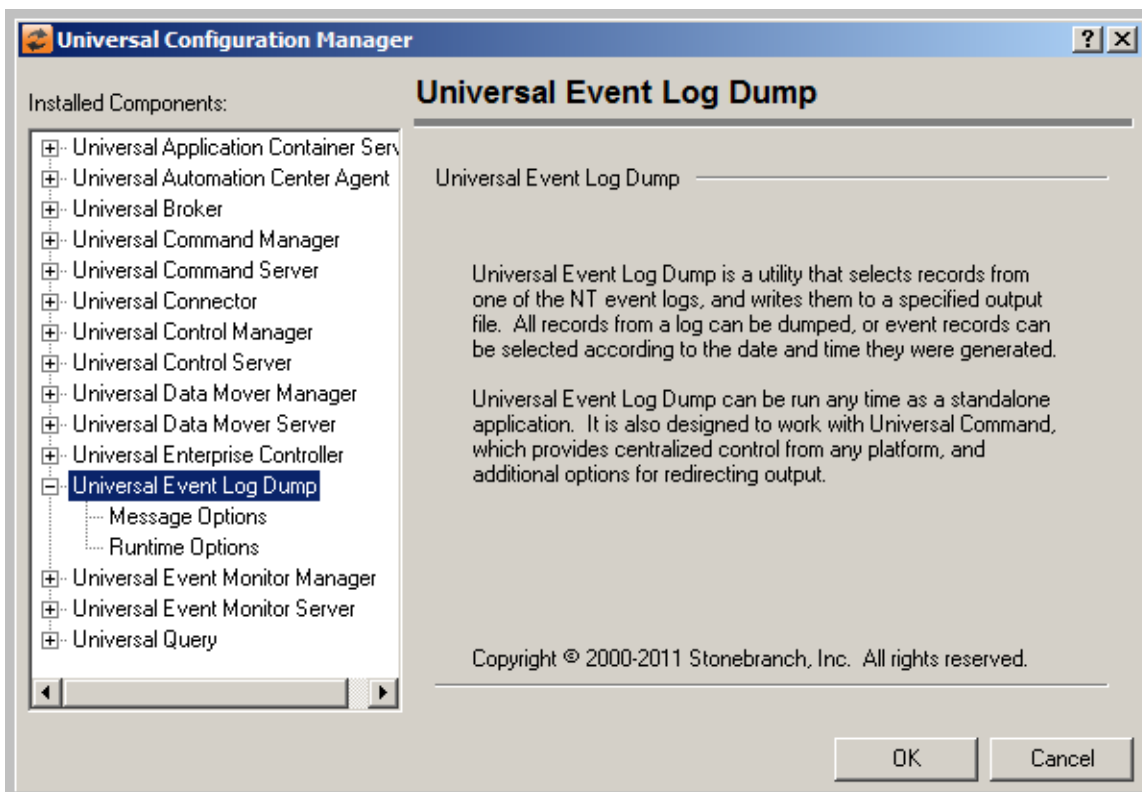 Universal Configuration Manager
Installed Components:
Universal Application Container Serv
Universal Automation Center Agent
Universal Broker
Universal Command Manager
Universal Command Server
Universal Connector
Universal Control Manager
Universal Control Server
Universal Data Mover Manager
Universal Data Mover Server
Universal Enterprise Controller
Universal Event Log Dump
Message Options
Runtime Options
Universal Event Monitor Manager
Universal Event Monitor Server
Universal Query
Universal Event Log Dump
Universal Event Log Dump
Universal Event Log Dump is a utility that selects records from
one of the NT event logs, and writes them to a specified output
file.  All records from a log can be dumped, or event records can
be selected according to the date and time they were generated.
Universal Event Log Dump can be run any time as a standalone
application.  It is also designed to work with Universal Command,
which provides centralized control from any platform, and
additional options for redirecting output.
Copyright © 2000-2011 Stonebranch, Inc.  All rights reserved.
OK
Cancel